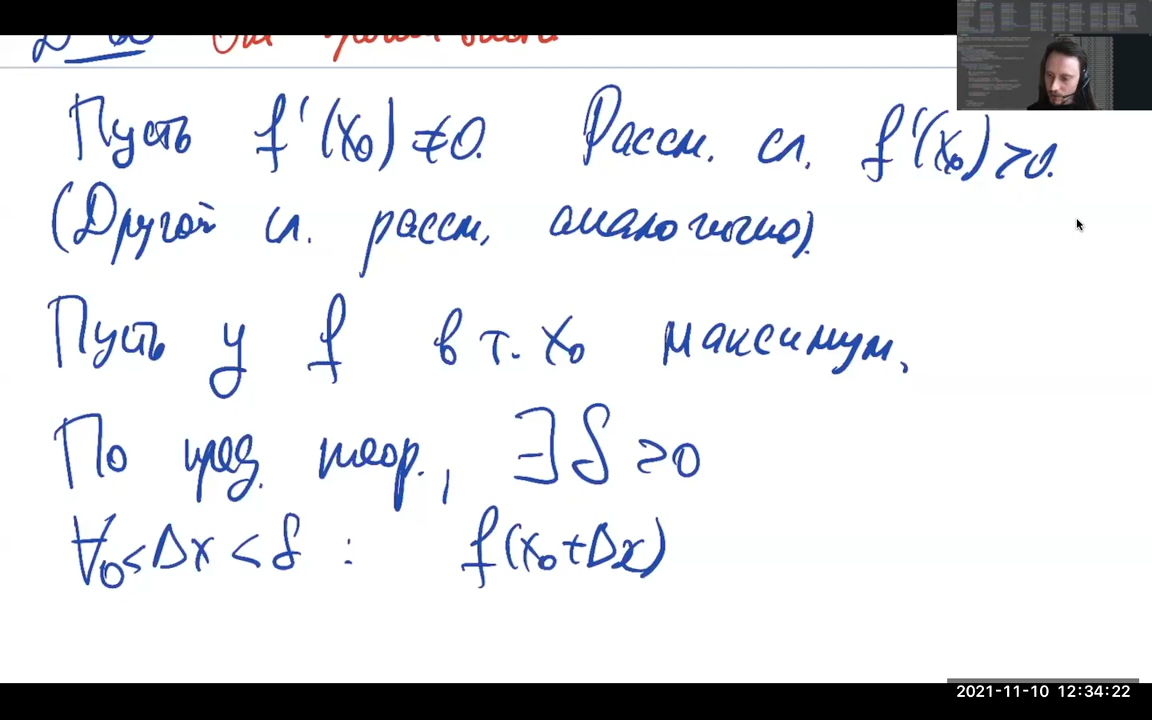 Пусть f'(x₀) ≠ 0. Рассм. сл. f'(x₀) > 0.
(Другой сл. рассм. аналогично).
Пусть у f в т. x₀ максимум,
По пред. теор., ∃ δ > 0
∀ 0 < Δx < δ : f(x₀ + Δx)
2021-11-10 12:34:22